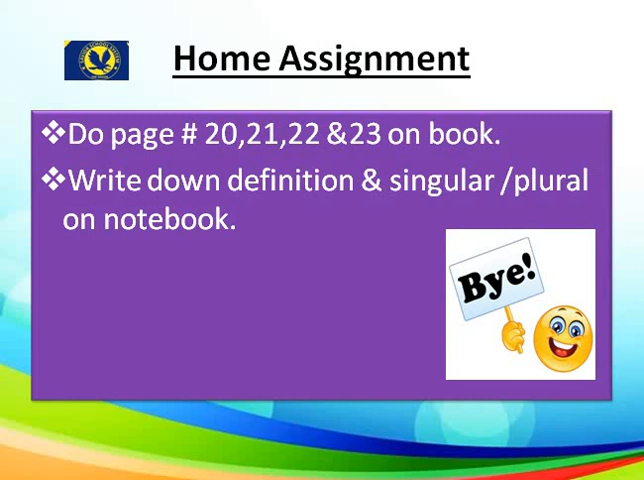 Home Assignment
❖Do page # 20,21,22 &23 on book.
❖Write down definition & singular /plural
on notebook.
Bye!